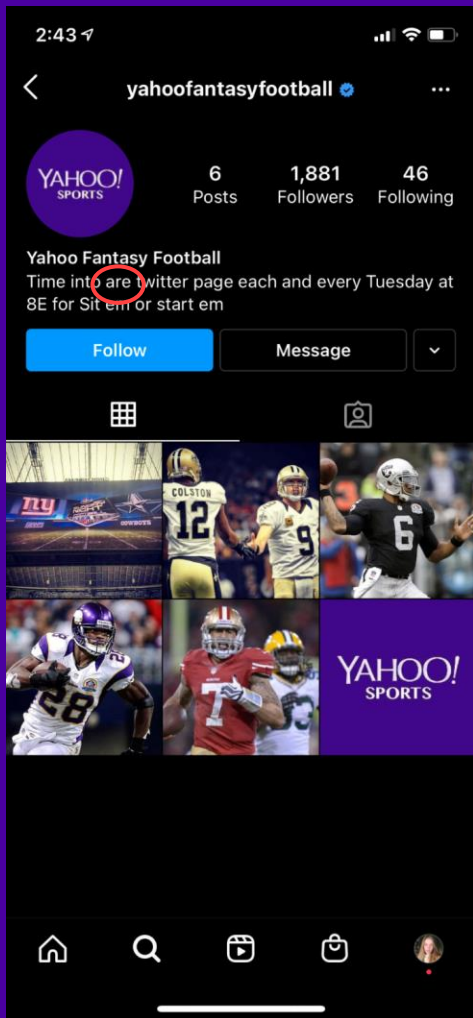 2:43
yahoofantasyfootball
YAHOO!
SPORTS
6
Posts
1,881
Followers
46
Following
Yahoo Fantasy Football
Time into are twitter page each and every Tuesday at
8E for Sit em or start em
Follow
Message
ny
COWBOYS
COLSTON
12
9
6
28
7
YAHOO!
SPORTS